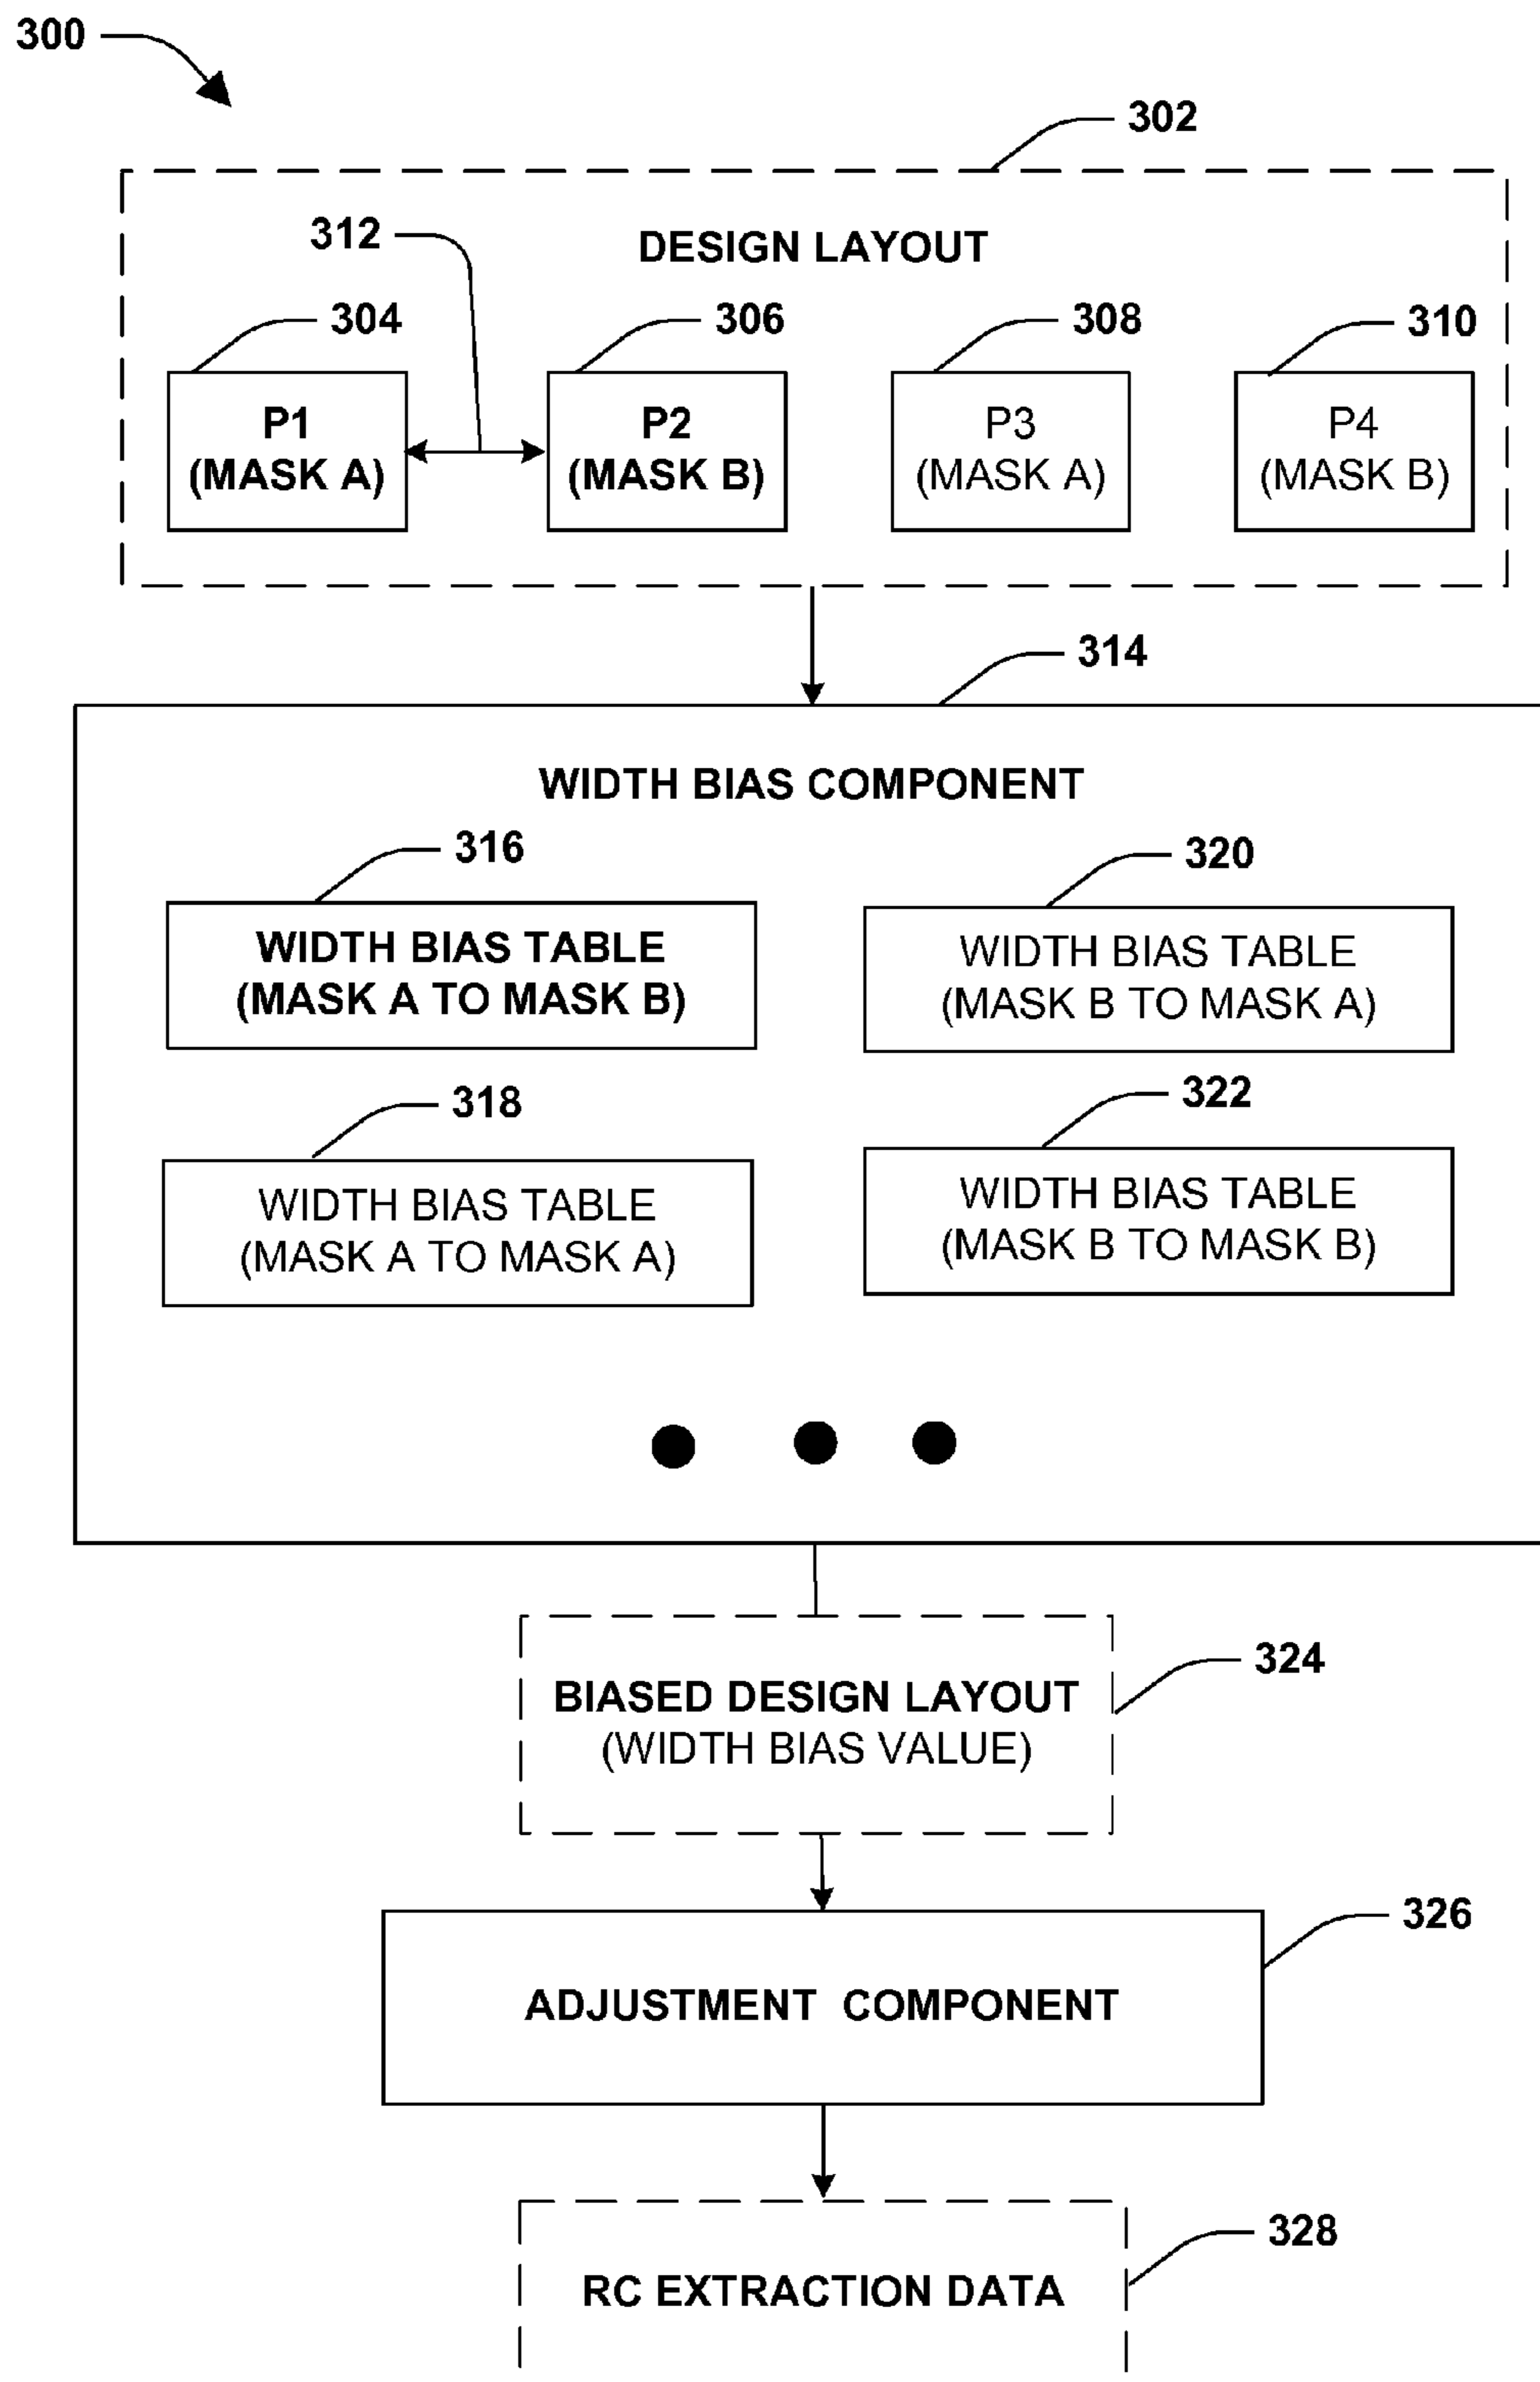 300
302
312
DESIGN LAYOUT
304
306
308
310
P1
(MASK A)
P2
(MASK B)
P3
(MASK A)
P4
(MASK B)
314
WIDTH BIAS COMPONENT
316
320
WIDTH BIAS TABLE
(MASK A TO MASK B)
WIDTH BIAS TABLE
(MASK B TO MASK A)
318
322
WIDTH BIAS TABLE
(MASK A TO MASK A)
WIDTH BIAS TABLE
(MASK B TO MASK B)
324
BIASED DESIGN LAYOUT
(WIDTH BIAS VALUE)
326
ADJUSTMENT COMPONENT
328
RC EXTRACTION DATA